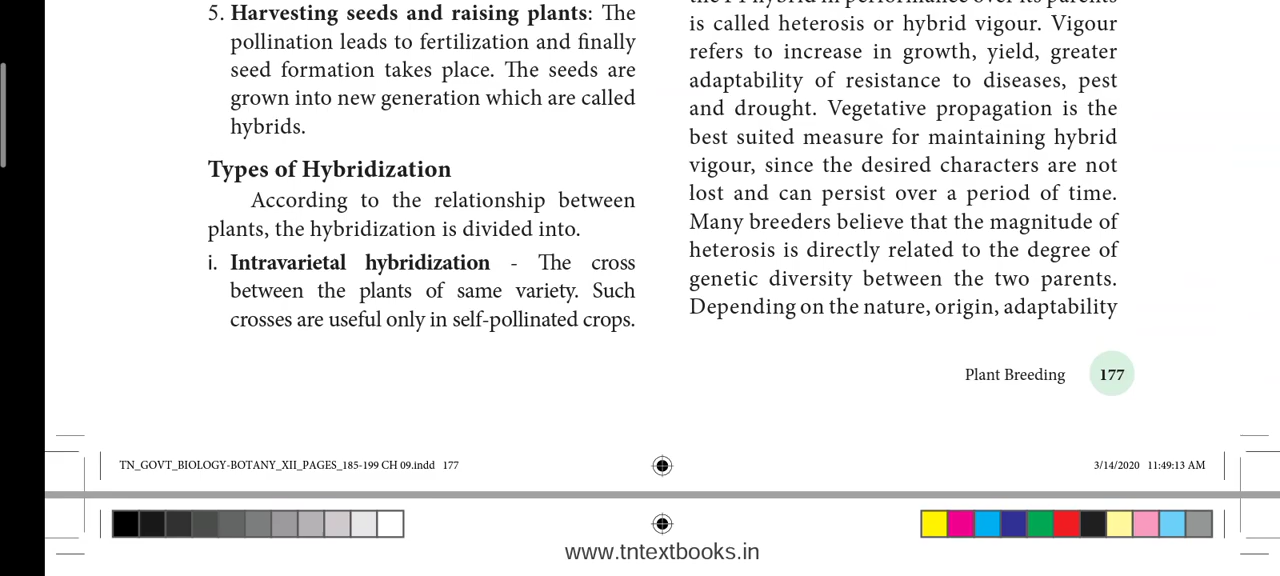 5. Harvesting seeds and raising plants: The
pollination leads to fertilization and finally
seed formation takes place. The seeds are
grown into new generation which are called
hybrids.
Types of Hybridization
According to the relationship between
plants, the hybridization is divided into.
i. Intravarietal hybridization - The cross
between the plants of same variety. Such
crosses are useful only in self-pollinated crops.
the F1 hybrid in performance over its parents
is called heterosis or hybrid vigour. Vigour
refers to increase in growth, yield, greater
adaptability of resistance to diseases, pest
and drought. Vegetative propagation is the
best suited measure for maintaining hybrid
vigour, since the desired characters are not
lost and can persist over a period of time.
Many breeders believe that the magnitude of
heterosis is directly related to the degree of
genetic diversity between the two parents.
Depending on the nature, origin, adaptability
Plant Breeding 177
TN_GOVT_BIOLOGY-BOTANY_XII_PAGES_185-199 CH 09.indd 177
3/14/2020 11:49:13 AM
www.tntextbooks.in